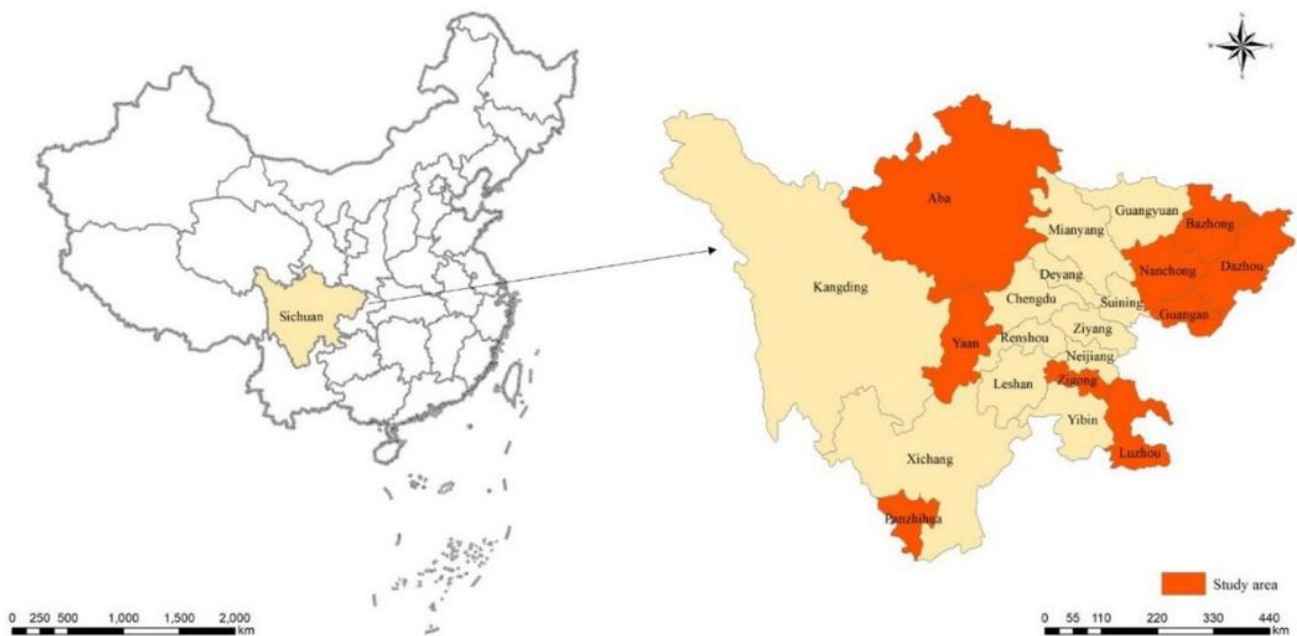 N
W E
S
Sichuan
Aba
Guangyuan
Bazhong
Mianyang
Nanchong
Dazhou
Deyang
Kangding
Chengdu
Suining
Guangan
Yaan
Renshou
Ziyang
Neijiang
Leshan
Zigong
Yibin
Luzhou
Xichang
Panzhihua
Study area
0 250 500 1,000 1,500 2,000
km
0 55 110 220 330 440
km